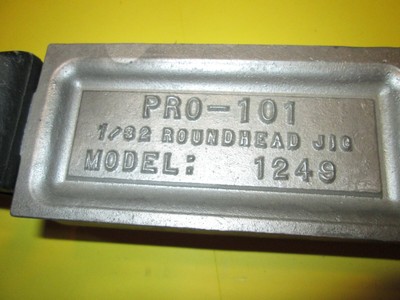 PRO-101
1/32 ROUNDHEAD JIG
MODEL: 1249